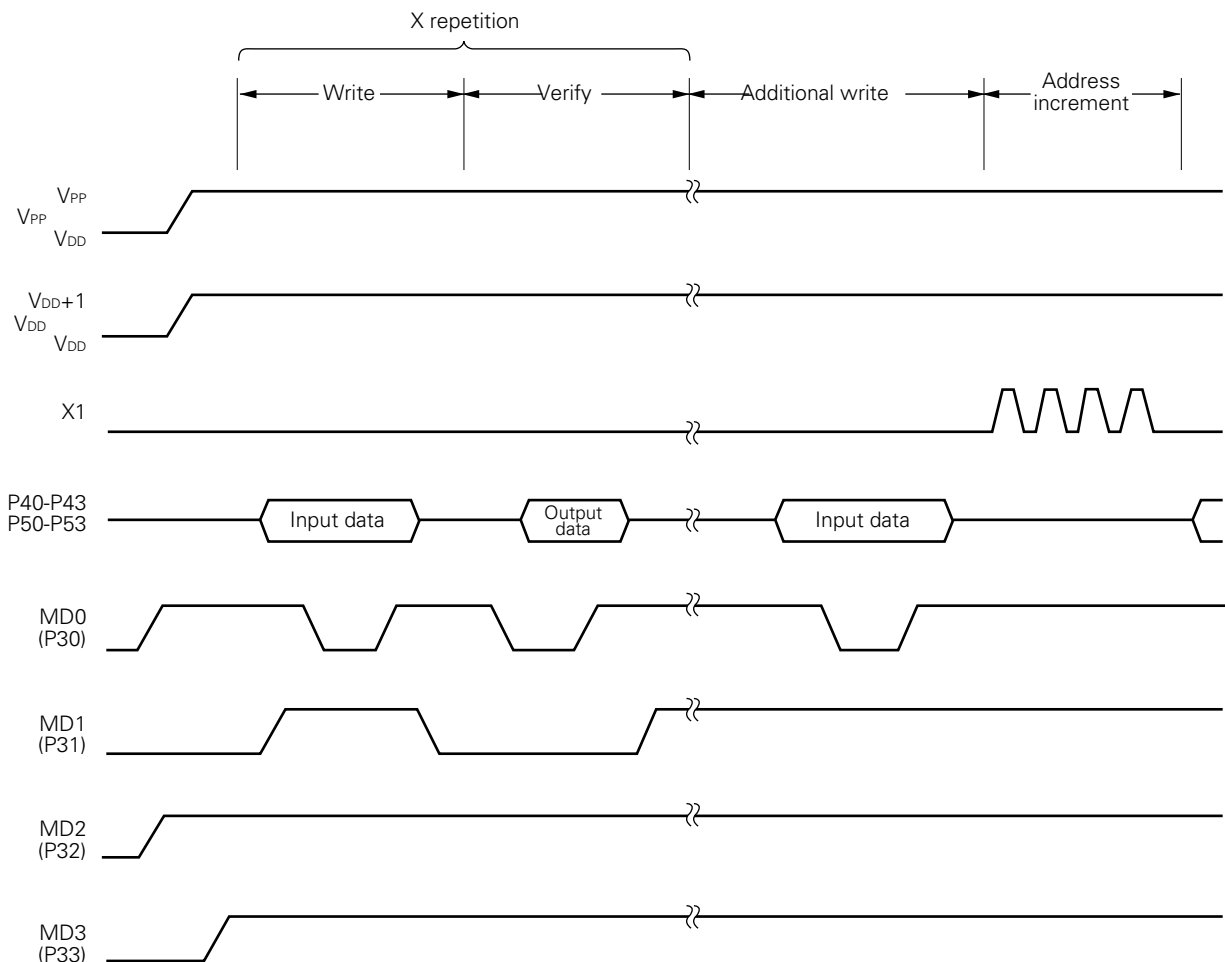 X repetition
Write
Verify
Additional write
Address
increment
VPP
VPP
VDD
VDD+1
VDD
VDD
X1
P40-P43
P50-P53
Input data
Output
data
Input data
MD0
(P30)
MD1
(P31)
MD2
(P32)
MD3
(P33)